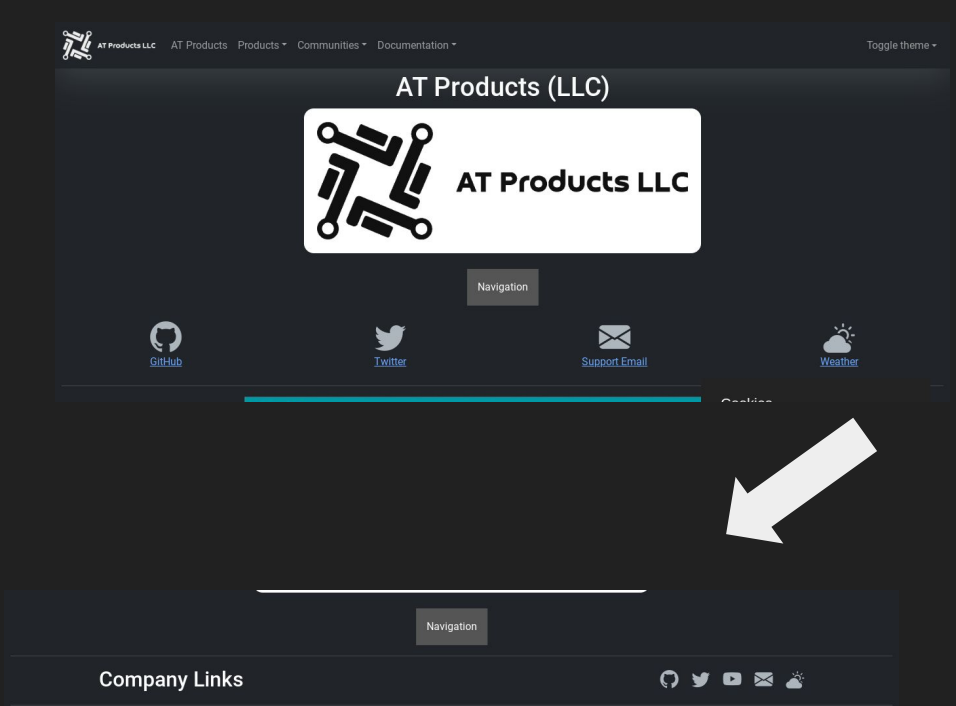 AT Products LLC AT Products Products Communities Documentation Toggle theme
AT Products (LLC)
AT Products LLC
Navigation
GitHub Twitter Support Email Weather
Cookies
Navigation
Company Links